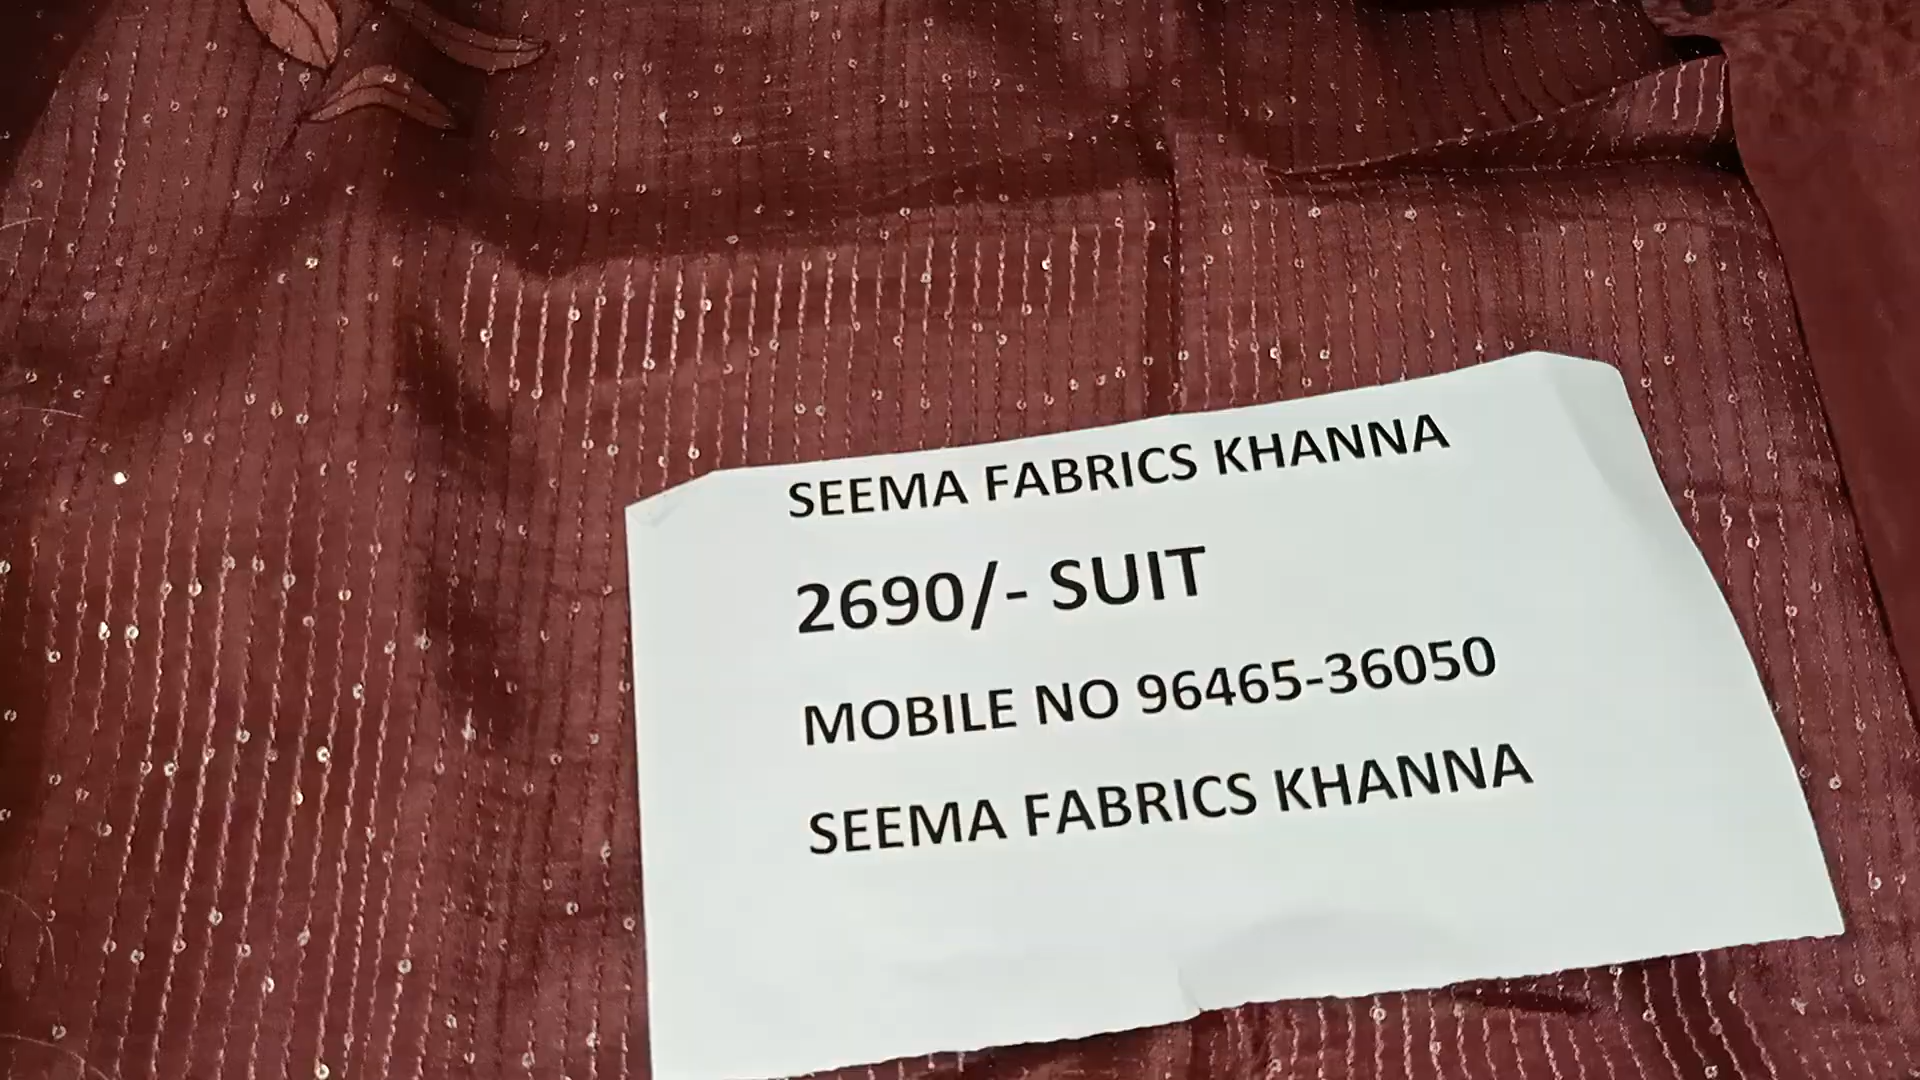 SEEMA FABRICS KHANNA
2690/- SUIT
MOBILE NO 96465-36050
SEEMA FABRICS KHANNA